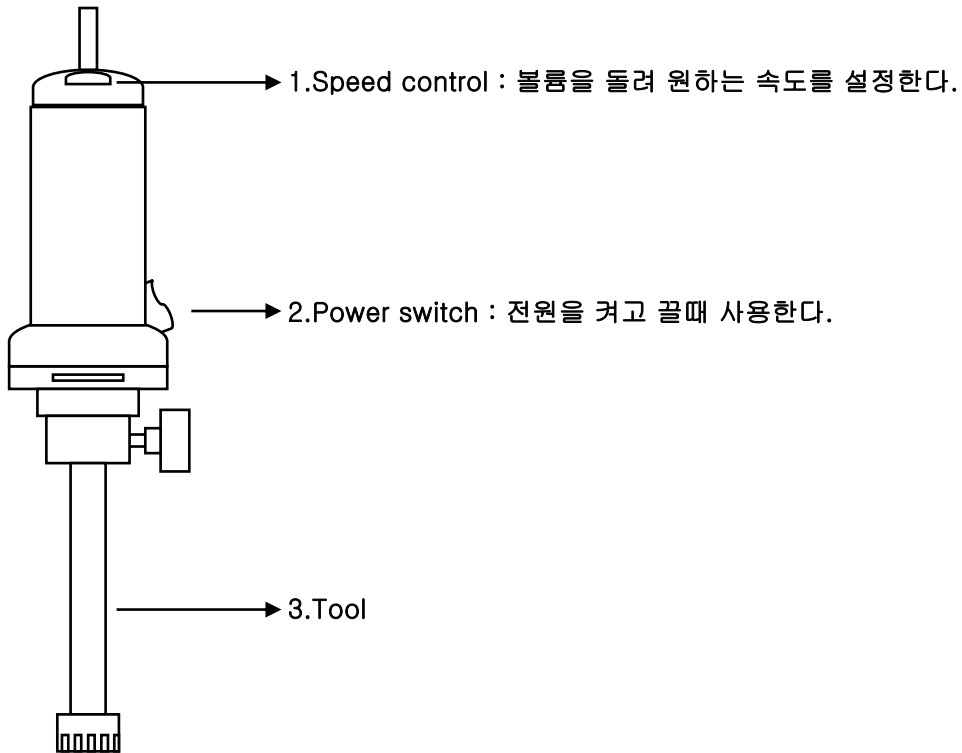 1.Speed control : 볼륨을 돌려 원하는 속도를 설정한다.
2.Power switch : 전원을 켜고 끌때 사용한다.
3.Tool